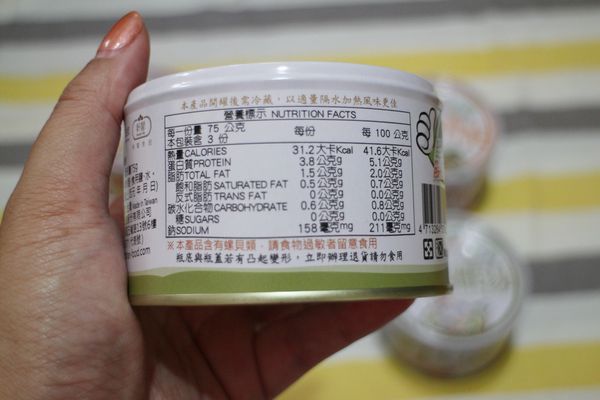 本產品開罐後需冷藏，以適量隔水加熱風味更佳
營養標示 NUTRITION FACTS
每一份量 75 公克
本包裝含 3 份
每份 每 100 公克
熱量 CALORIES 31.2 大卡Kcal 41.6 大卡Kcal
蛋白質PROTEIN 3.8 公克g 5.1 公克g
脂肪TOTAL FAT 1.5 公克g 2.0 公克g
飽和脂肪 SATURATED FAT 0.5 公克g 0.7 公克g
反式脂肪 TRANS FAT 0 公克g 0.0 公克g
碳水化合物 CARBOHYDRATE 0.6 公克g 0.8 公克g
糖SUGARS 0 公克g 0.0 公克g
鈉SODIUM 158 毫克mg 211 毫克mg
※本產品含有螺貝類，請食物過敏者留意食用
瓶底與瓶蓋若有凸起變形，立即辦理退貨請勿食用